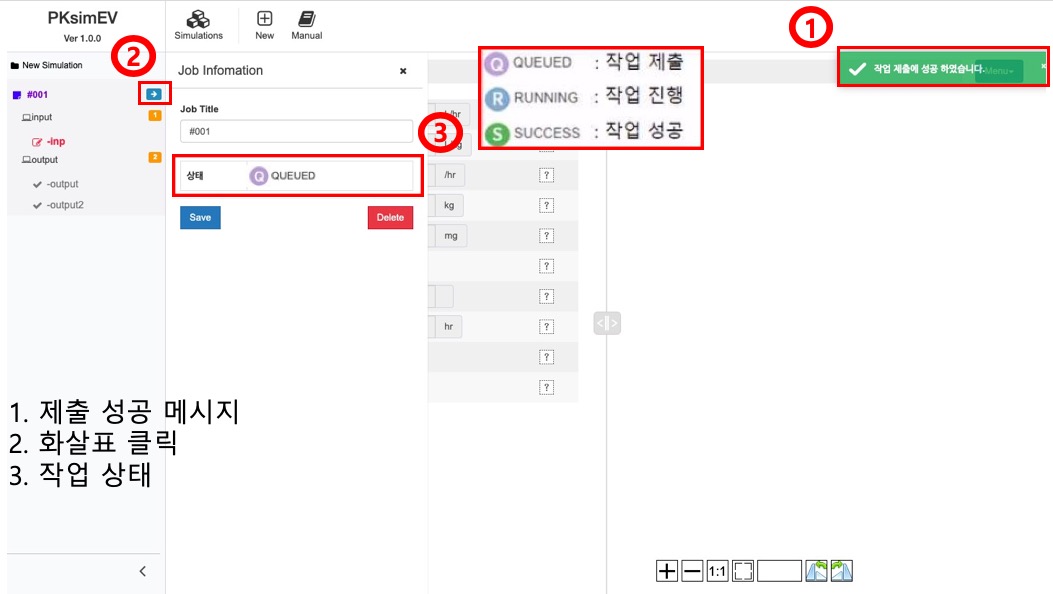 PKsimEV
Ver 1.0.0
Simulations
New
Manual
1
작업 제출에 성공 하였습니다.
Menu
×
2
New Simulation
#001
input
1
-inp
output
2
-output
-output2
Job Infomation
×
Job Title
#001
3
상태
Q QUEUED
Save
Delete
Q QUEUED : 작업 제출
R RUNNING : 작업 진행
S SUCCESS : 작업 성공
/hr
?
kg
?
mg
?
?
?
hr
?
?
?
1. 제출 성공 메시지
2. 화살표 클릭
3. 작업 상태
1:1